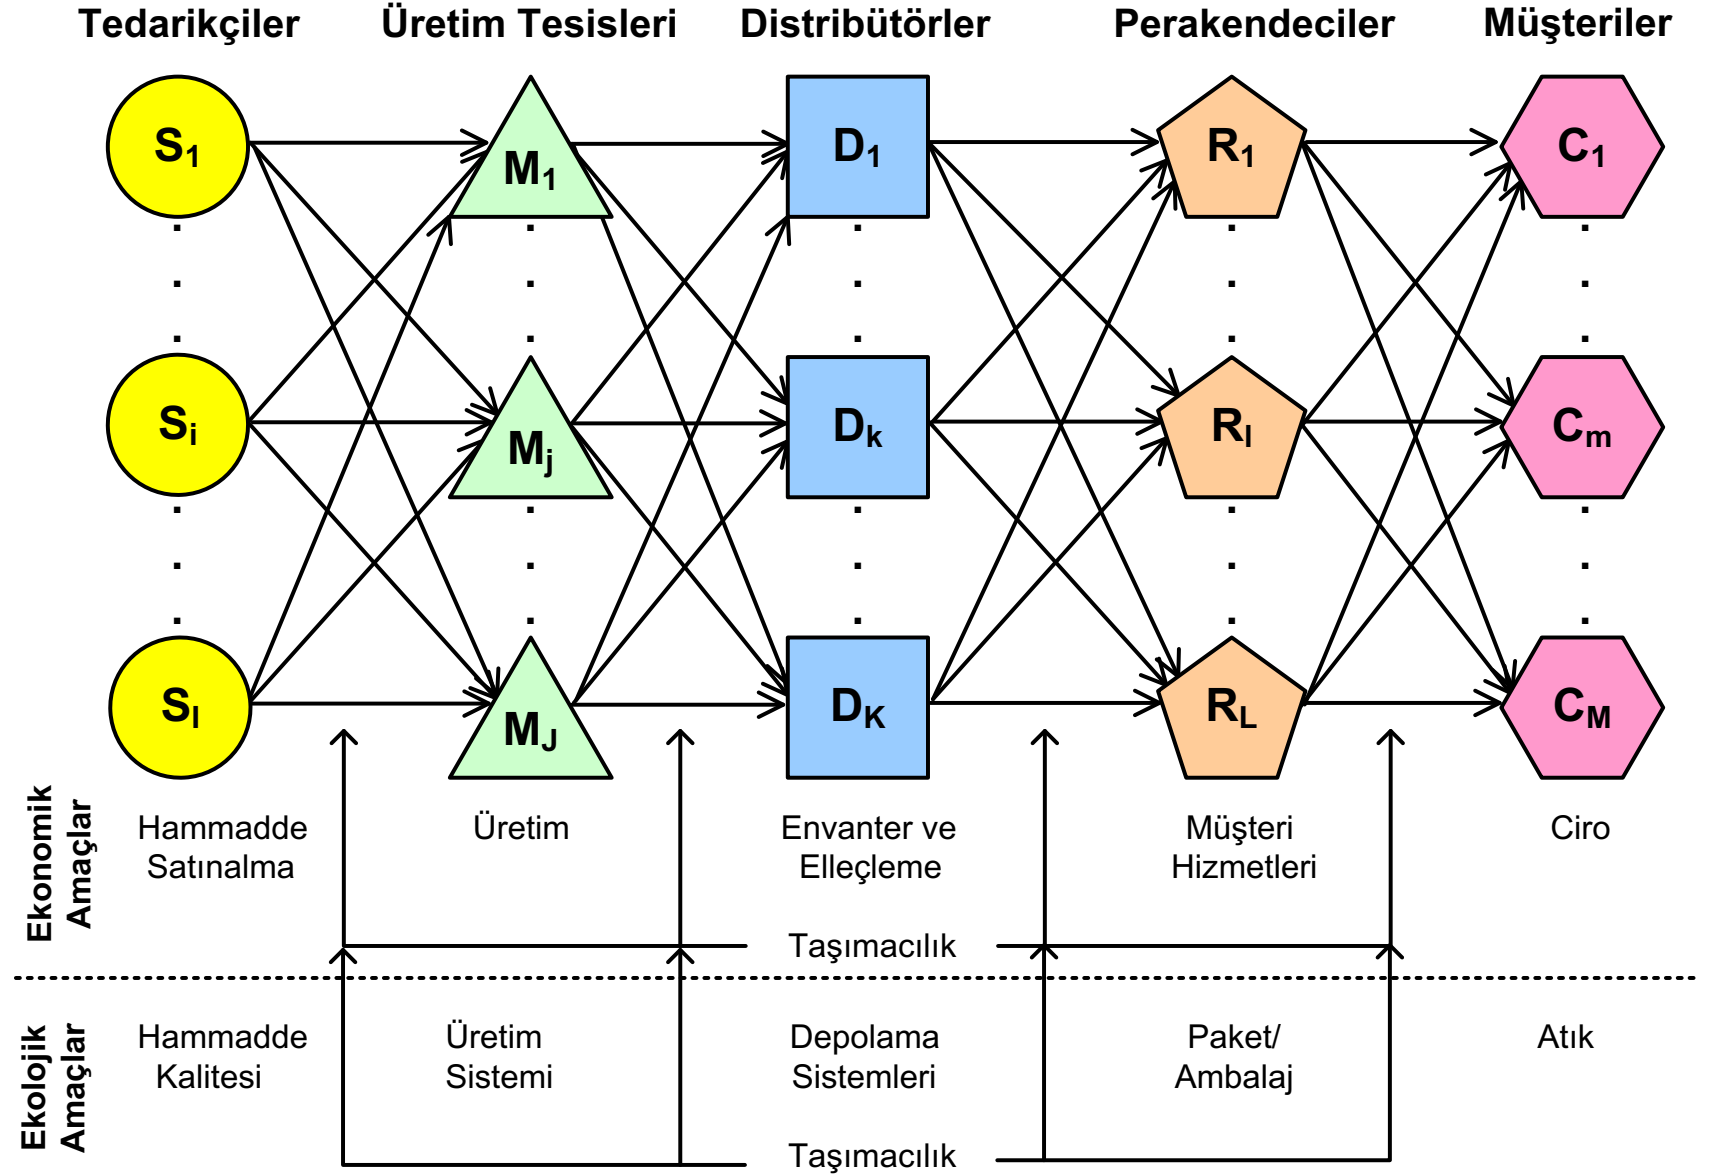 Tedarikçiler Üretim Tesisleri Distribütörler Perakendeciler Müşteriler
S1 M1 D1 R1 C1
Si Mj Dk Rl Cm
SI MJ DK RL CM
Ekonomik
Amaçlar
Hammadde
Satınalma
Üretim
Envanter ve
Elleçleme
Müşteri
Hizmetleri
Ciro
Taşımacılık
Ekolojik
Amaçlar
Hammadde
Kalitesi
Üretim
Sistemi
Depolama
Sistemleri
Paket/
Ambalaj
Atık
Taşımacılık